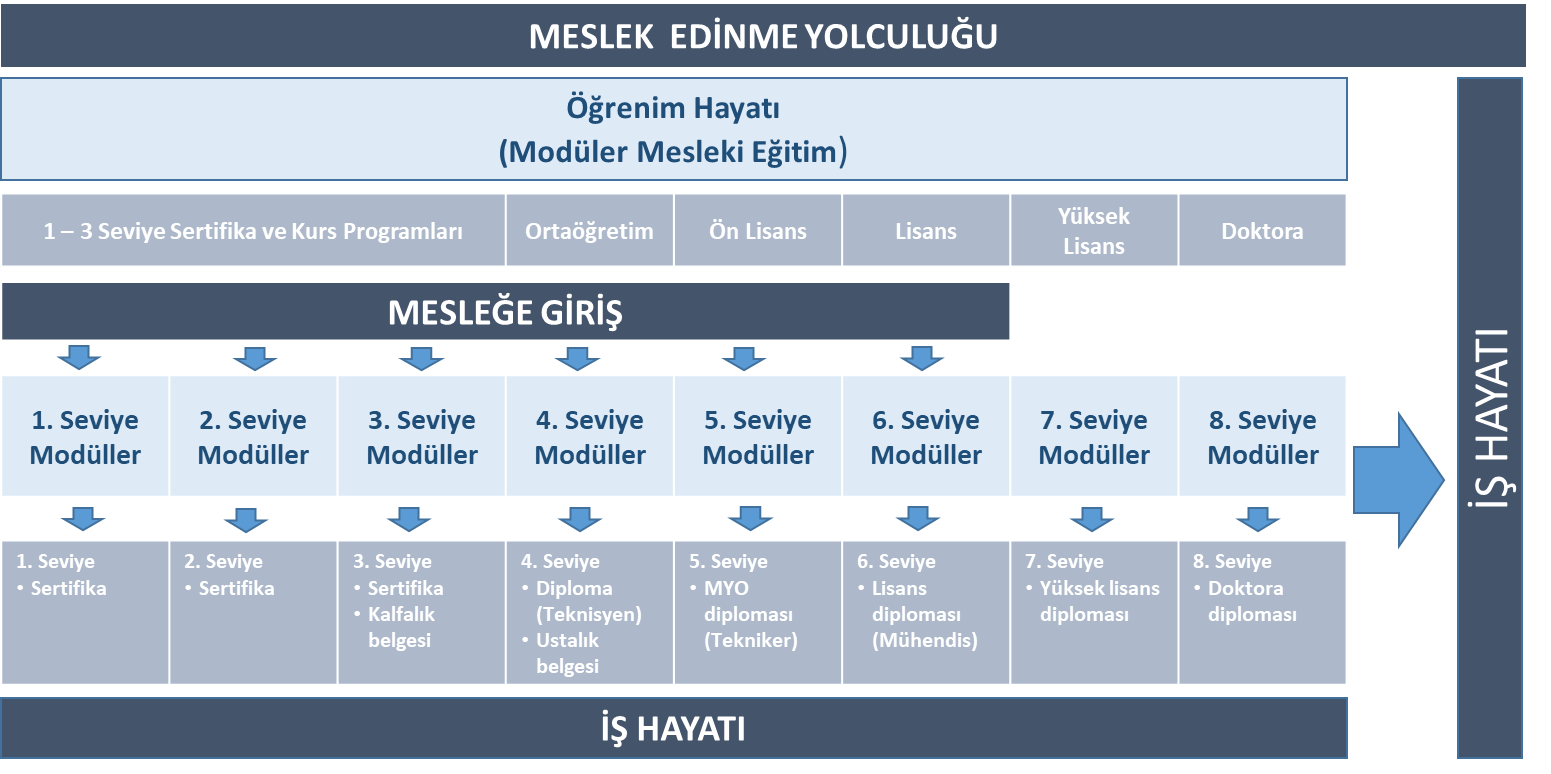 MESLEK EDİNME YOLCULUĞU
Öğrenim Hayatı
(Modüler Mesleki Eğitim)
1 – 3 Seviye Sertifika ve Kurs Programları
Ortaöğretim
Ön Lisans
Lisans
Yüksek
Lisans
Doktora
MESLEĞE GİRİŞ
1. Seviye
Modüller
2. Seviye
Modüller
3. Seviye
Modüller
4. Seviye
Modüller
5. Seviye
Modüller
6. Seviye
Modüller
7. Seviye
Modüller
8. Seviye
Modüller
1. Seviye
• Sertifika
2. Seviye
• Sertifika
3. Seviye
• Sertifika
• Kalfalık
belgesi
4. Seviye
• Diploma
(Teknisyen)
• Ustalık
belgesi
5. Seviye
• MYO
diploması
(Tekniker)
6. Seviye
• Lisans
diploması
(Mühendis)
7. Seviye
• Yüksek lisans
diploması
8. Seviye
• Doktora
diploması
İŞ HAYATI
İŞ HAYATI